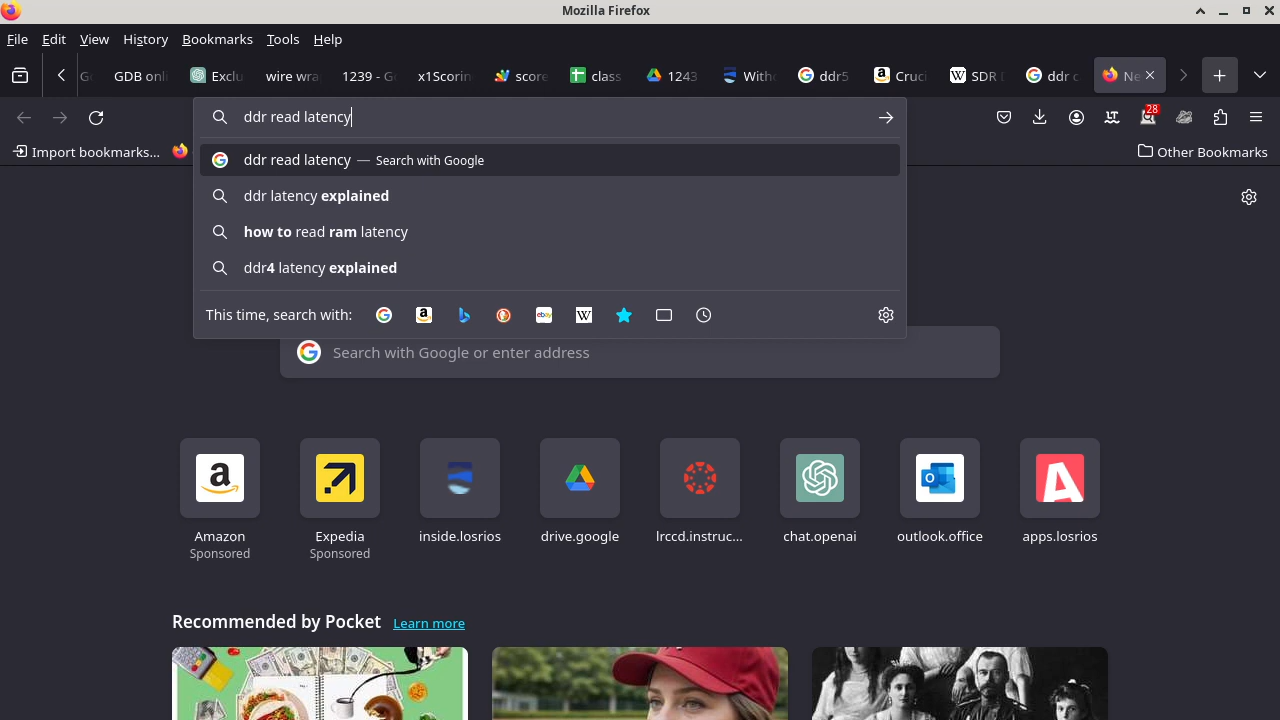 Mozilla Firefox
File Edit View History Bookmarks Tools Help
GDB onl Exclu wire wra 1239 - G x1Scorin score class 1243 With ddr5 Cruci SDR D ddr c Ne
ddr read latency
28
Import bookmarks...
Other Bookmarks
ddr read latency — Search with Google
ddr latency explained
how to read ram latency
ddr4 latency explained
This time, search with:
ebay
W
Search with Google or enter address
Amazon
Sponsored
Expedia
Sponsored
inside.losrios
drive.google
lrccd.instruc...
chat.openai
outlook.office
apps.losrios
Recommended by Pocket Learn more